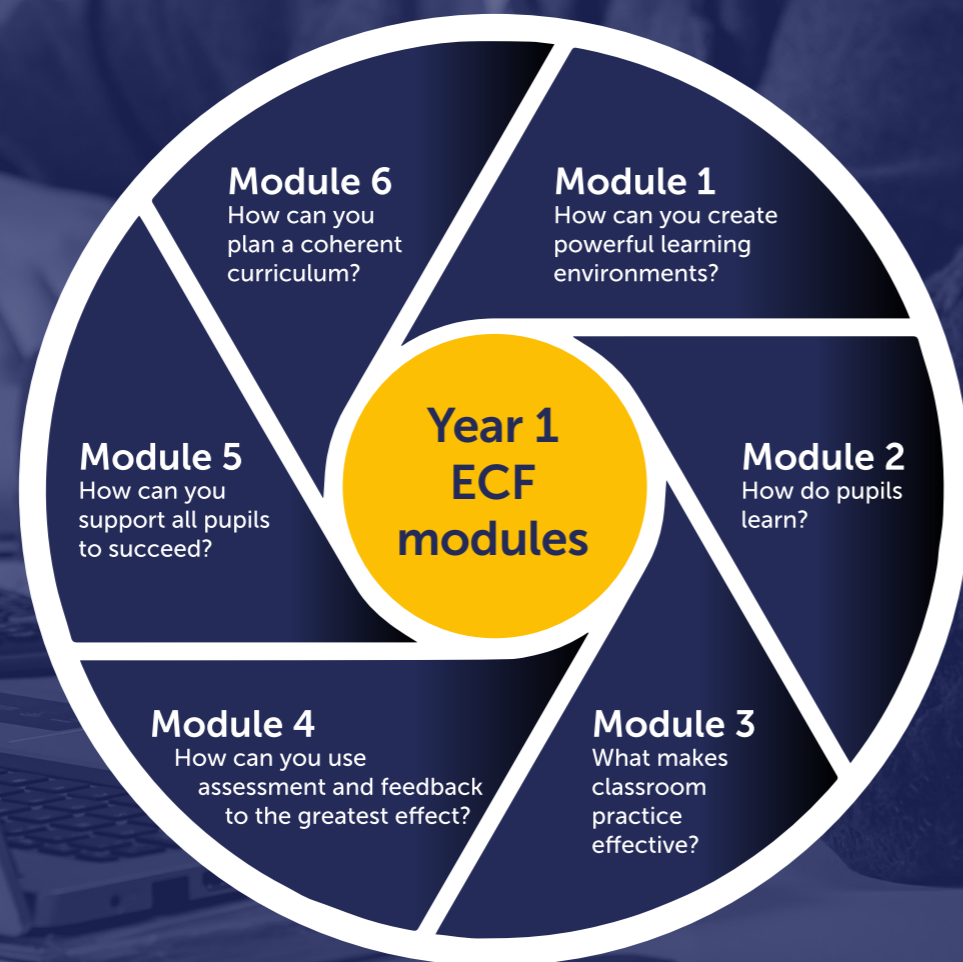 Year 1
ECF
modules
Module 1
How can you create
powerful learning
environments?
Module 2
How do pupils
learn?
Module 3
What makes
classroom
practice
effective?
Module 4
How can you use
assessment and feedback
to the greatest effect?
Module 5
How can you
support all pupils
to succeed?
Module 6
How can you
plan a coherent
curriculum?